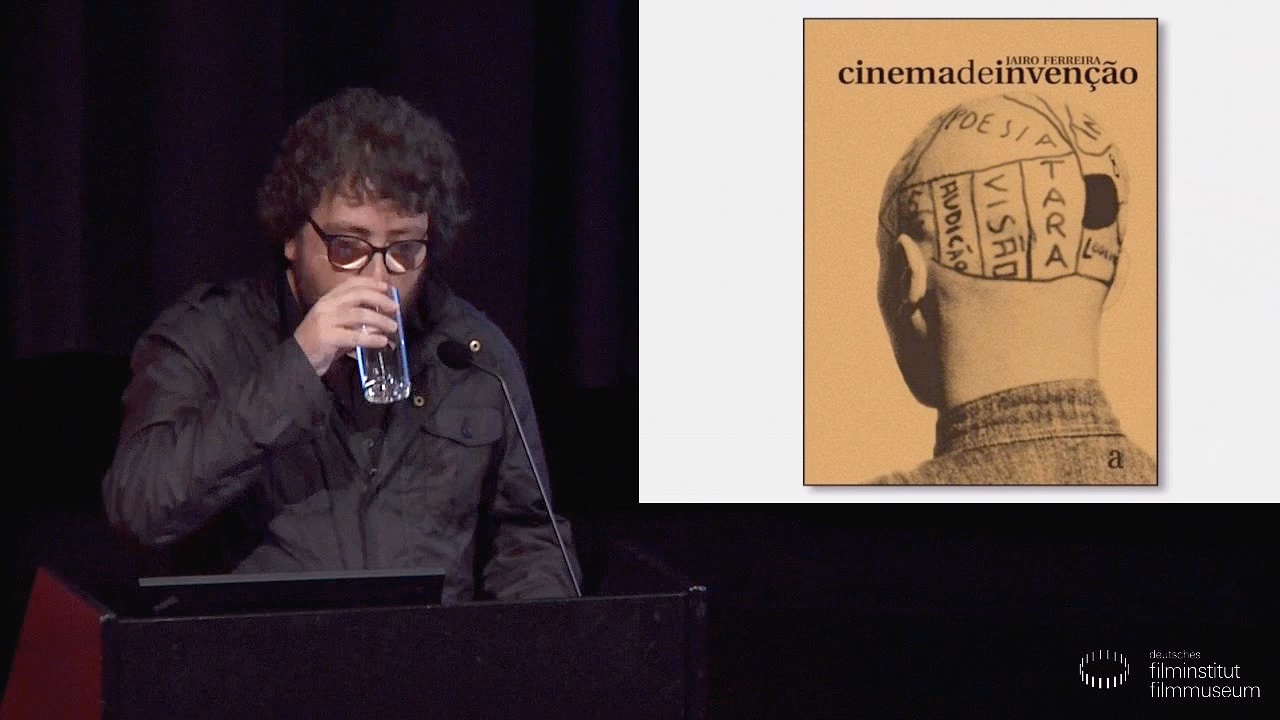 JAIRO FERREIRA
cinemadeinvenção
POESIA
AUDIÇÃO
VISÃO
TARA
a
deutsches
filminstitut
filmmuseum